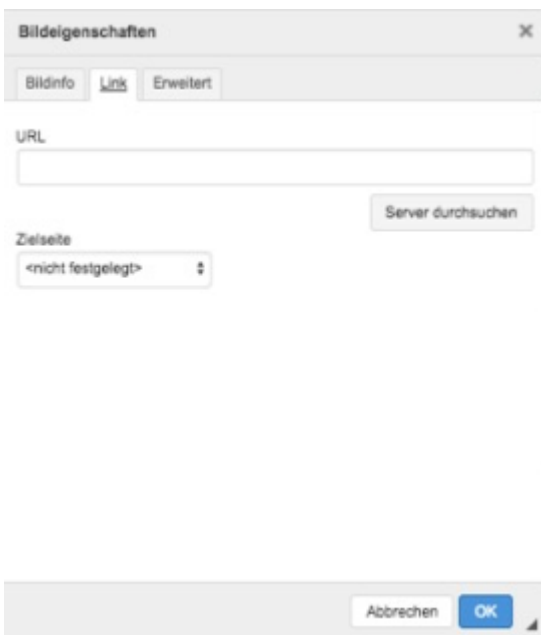 Bildeigenschaften
Bildinfo Link Erweitert
URL
Server durchsuchen
Zielseite
<nicht festgelegt>
Abbrechen OK